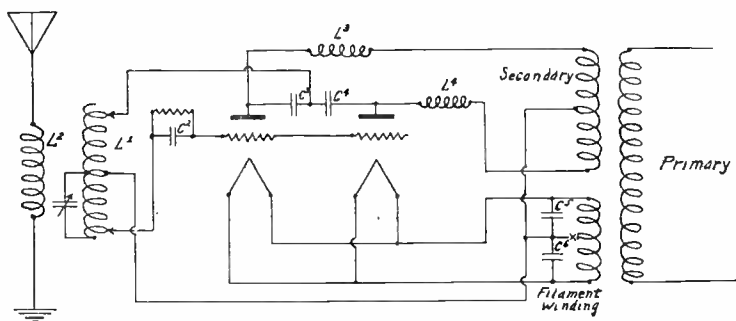 L³
Secondary
L⁴
C³
C⁴
L²
L¹
C²
Primary
C⁵
C⁶
x
Filament
winding